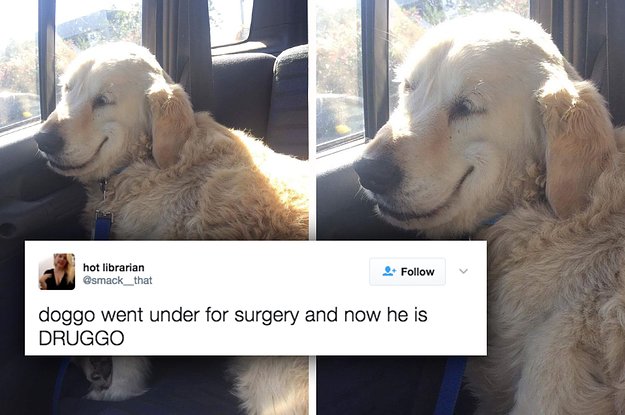 hot librarian
@smack__that
Follow
doggo went under for surgery and now he is
DRUGGO